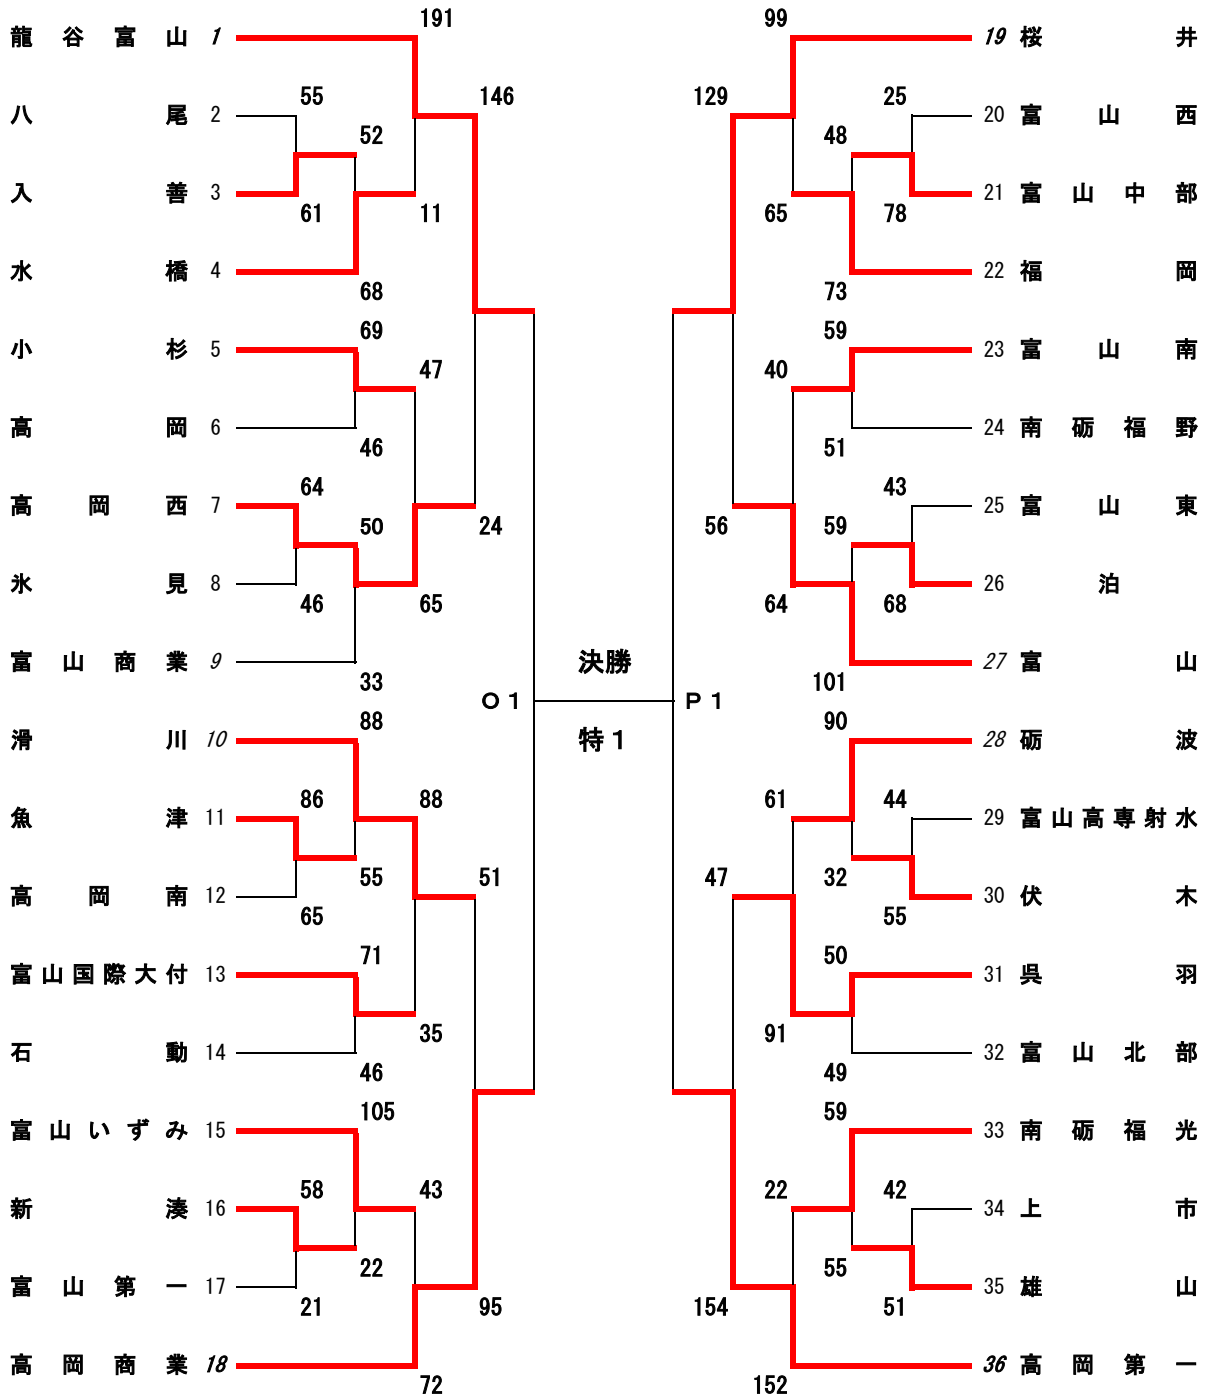 191
99
龍谷富山 1
19 桜井
55
146
129
25
八尾 2
20 富山西
52
48
入善 3
21 富山中部
61
11
65
78
水橋 4
22 福岡
68
73
69
59
小杉 5
23 富山南
47
40
高岡 6
24 南砺福野
46
51
64
43
高岡西 7
25 富山東
50
24
56
59
氷見 8
26 泊
46
65
64
68
富山商業 9
決勝
27 富山
33
101
O1
P1
88
90
滑川 10
特1
28 砺波
86
88
61
44
魚津 11
29 富山高専射水
55
51
47
32
高岡南 12
30 伏木
65
55
71
50
富山国際大付 13
31 呉羽
35
91
石動 14
32 富山北部
46
49
105
59
富山いずみ 15
33 南砺福光
58
43
22
42
新湊 16
34 上市
22
55
富山第一 17
35 雄山
21
95
154
51
高岡商業 18
36 高岡第一
72
152